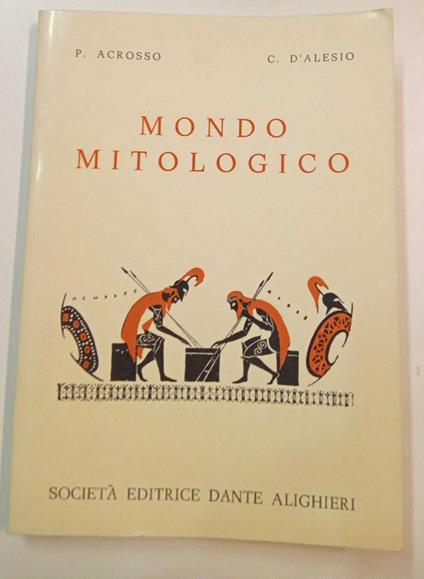 P. ACROSSO C. D'ALESIO
MONDO
MITOLOGICO
SOCIETÀ EDITRICE DANTE ALIGHIERI